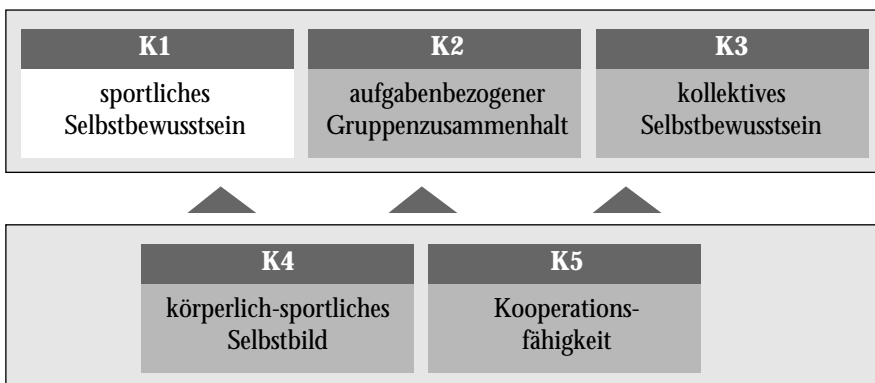 K1
sportliches
Selbstbewusstsein
K2
aufgabenbezogener
Gruppenzusammenhalt
K3
kollektives
Selbstbewusstsein
K4
körperlich-sportliches
Selbstbild
K5
Kooperations-
fähigkeit